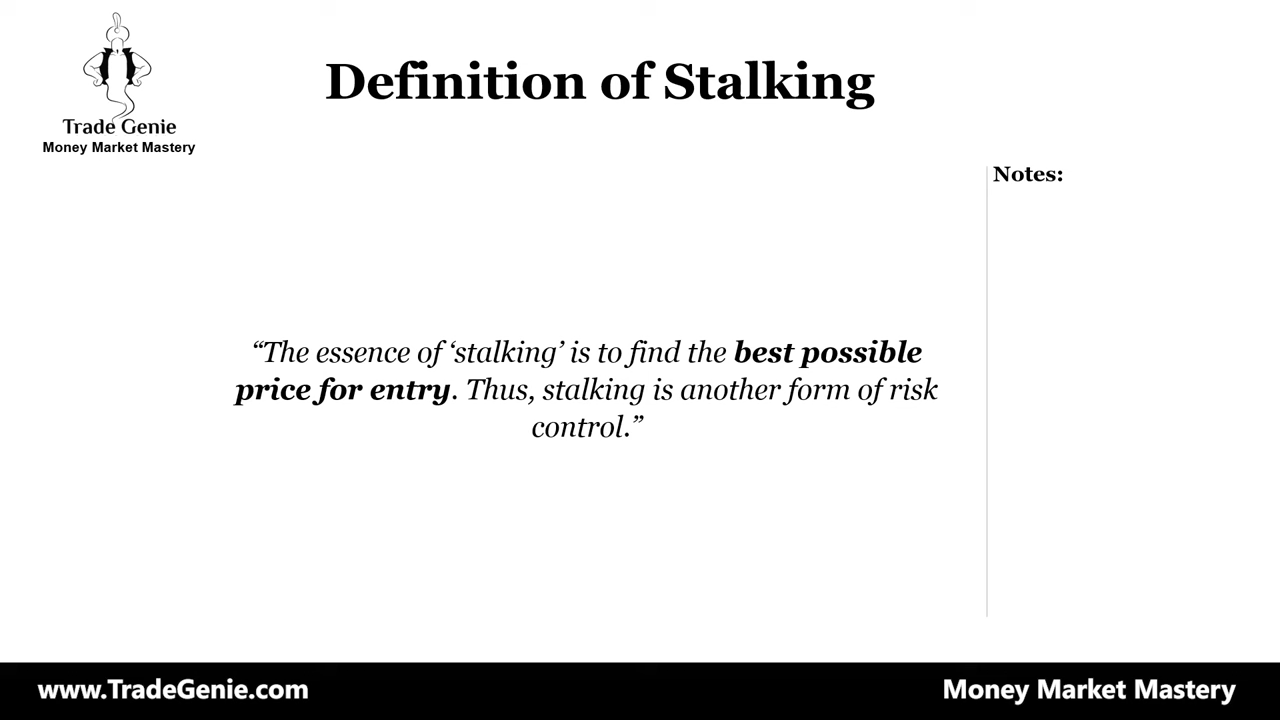 Trade Genie
Money Market Mastery
Definition of Stalking
Notes:
“The essence of ‘stalking’ is to find the best possible
price for entry. Thus, stalking is another form of risk
control.”
www.TradeGenie.com
Money Market Mastery